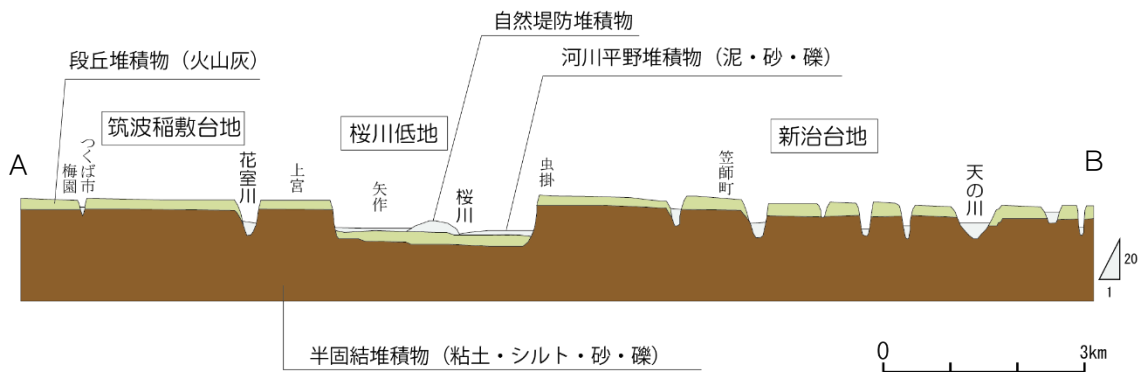 自然堤防堆積物
段丘堆積物（火山灰）
河川平野堆積物（泥・砂・礫）
筑波稲敷台地
桜川低地
新治台地
A
つくば市
梅園
花室川
上宮
矢作
桜川
虫掛
笠師町
天の川
B
20
1
半固結堆積物（粘土・シルト・砂・礫）
0
3km